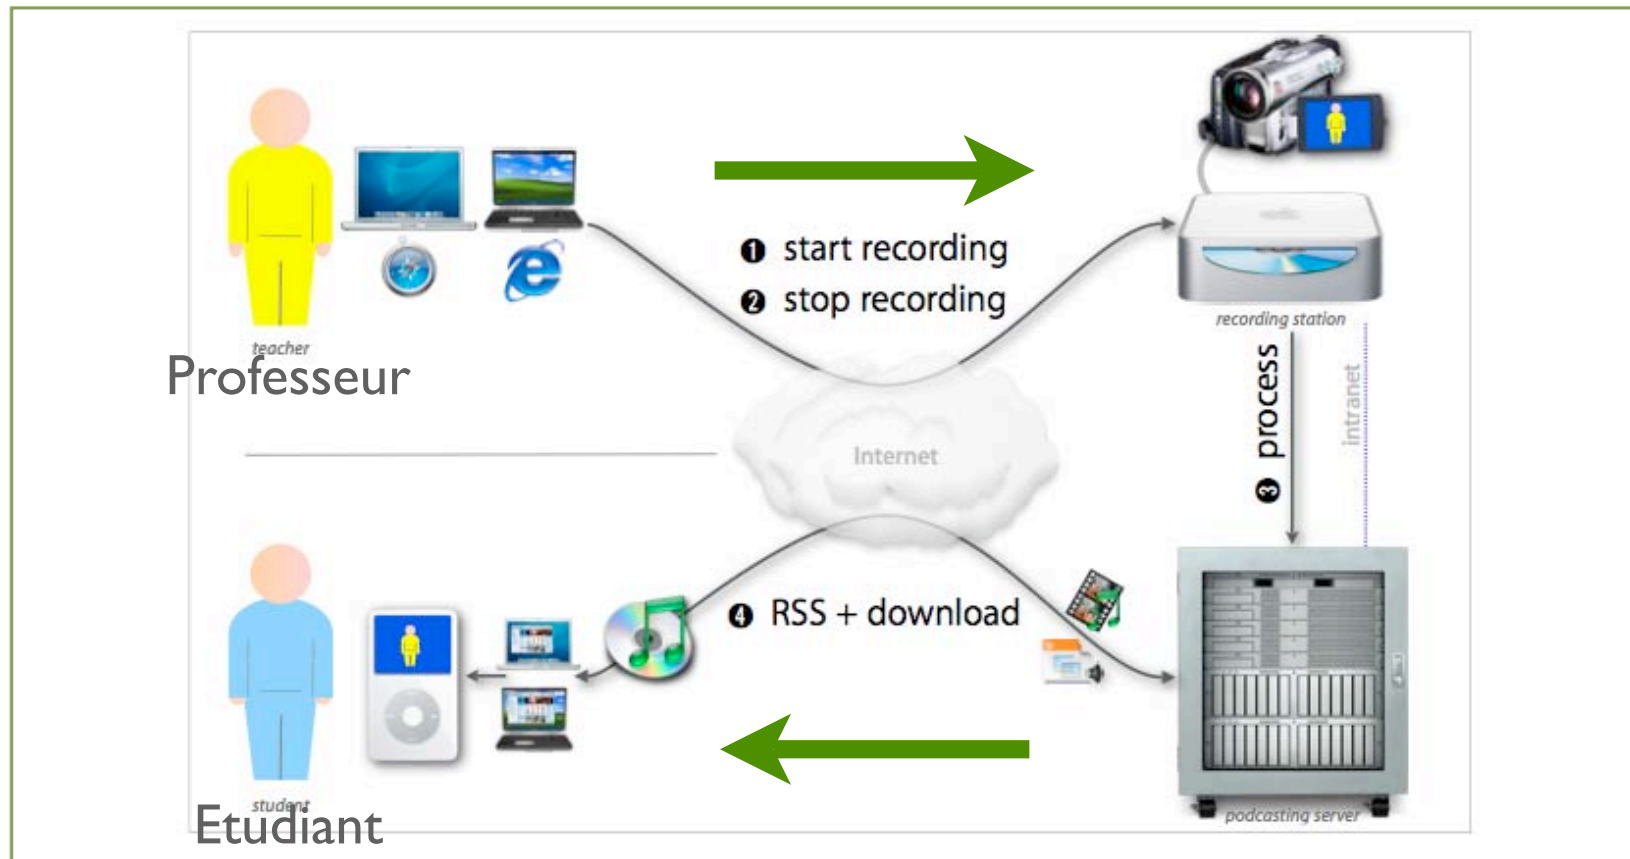 ❶ start recording
❷ stop recording
recording station
teacher
Professeur
❸ process
intranet
Internet
❹ RSS + download
student
Etudiant
podcasting server